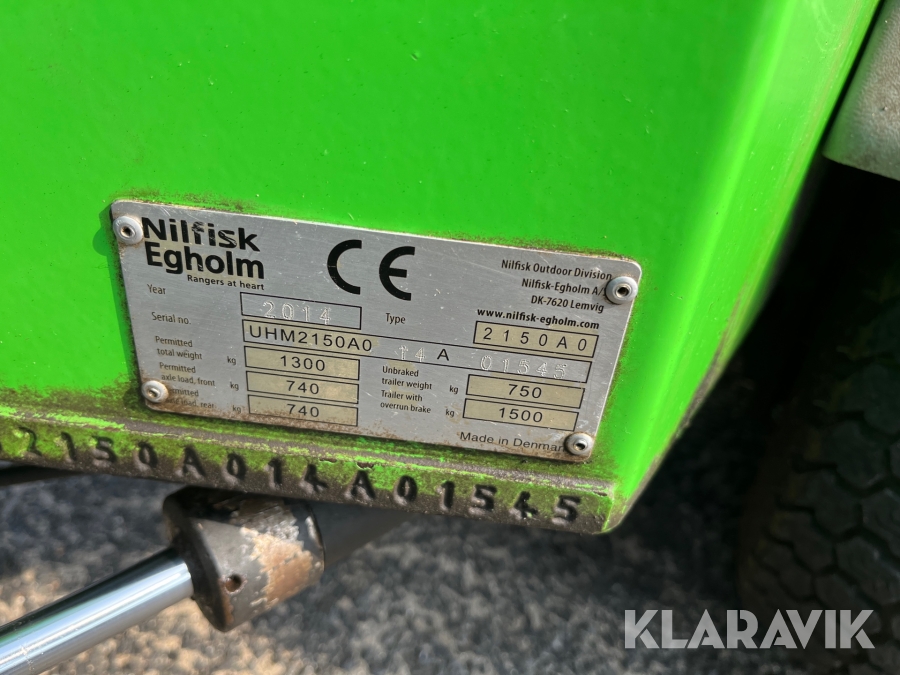 Nilfisk
Egholm
Rangers at heart
CE
Nilfisk Outdoor Division
Nilfisk-Egholm A/
DK-7620 Lemvig
www.nilfisk-egholm.com
Year 2014 Type 2150A0
Serial no. UHM2150A0 14 A 01545
Permitted total weight kg 1300 Unbraked trailer weight kg 750
Permitted axle load, front kg 740 Trailer with overrun brake kg 1500
load, rear kg 740
Made in Denmark
2150A014A01545
KLARAVIK